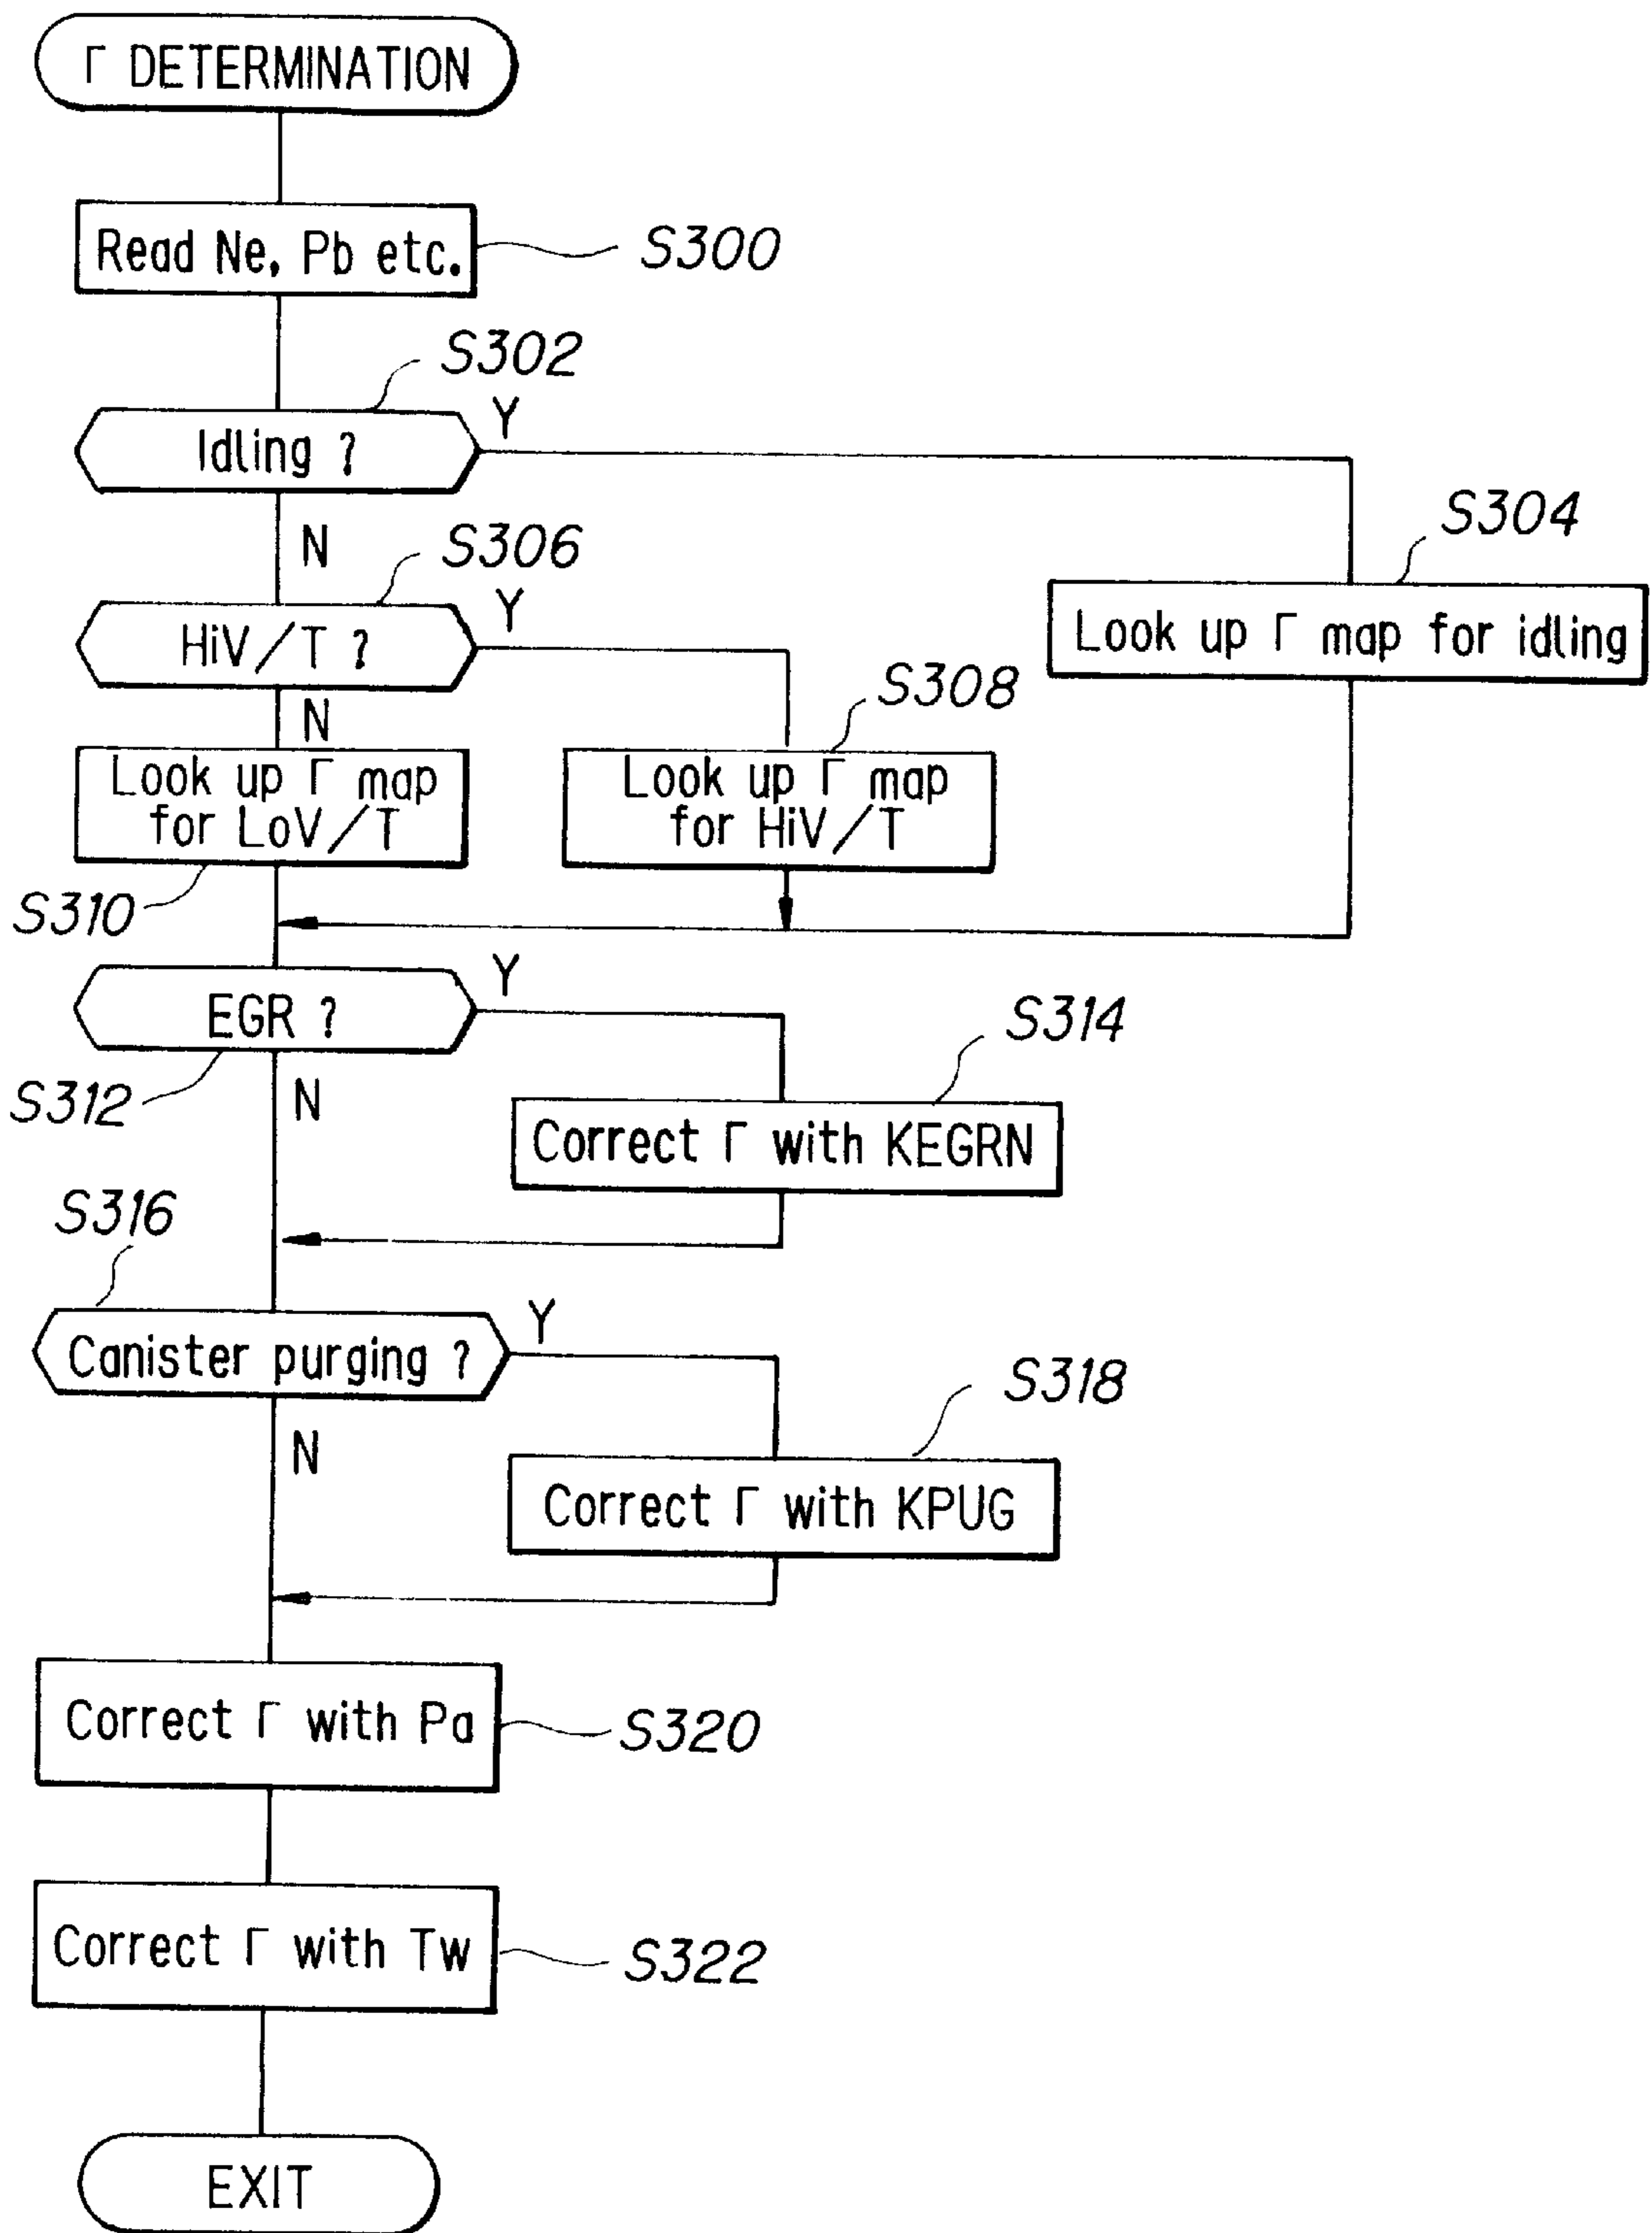 Γ DETERMINATION
Read Ne, Pb etc.
S300
S302
Idling ?
Y
N
S304
Look up Γ map for idling
S306
HiV/T ?
Y
N
S308
Look up Γ map
for HiV/T
Look up Γ map
for LoV/T
S310
EGR ?
Y
S312
N
S314
Correct Γ with KEGRN
S316
Canister purging ?
Y
N
S318
Correct Γ with KPUG
Correct Γ with Pa
S320
Correct Γ with Tw
S322
EXIT